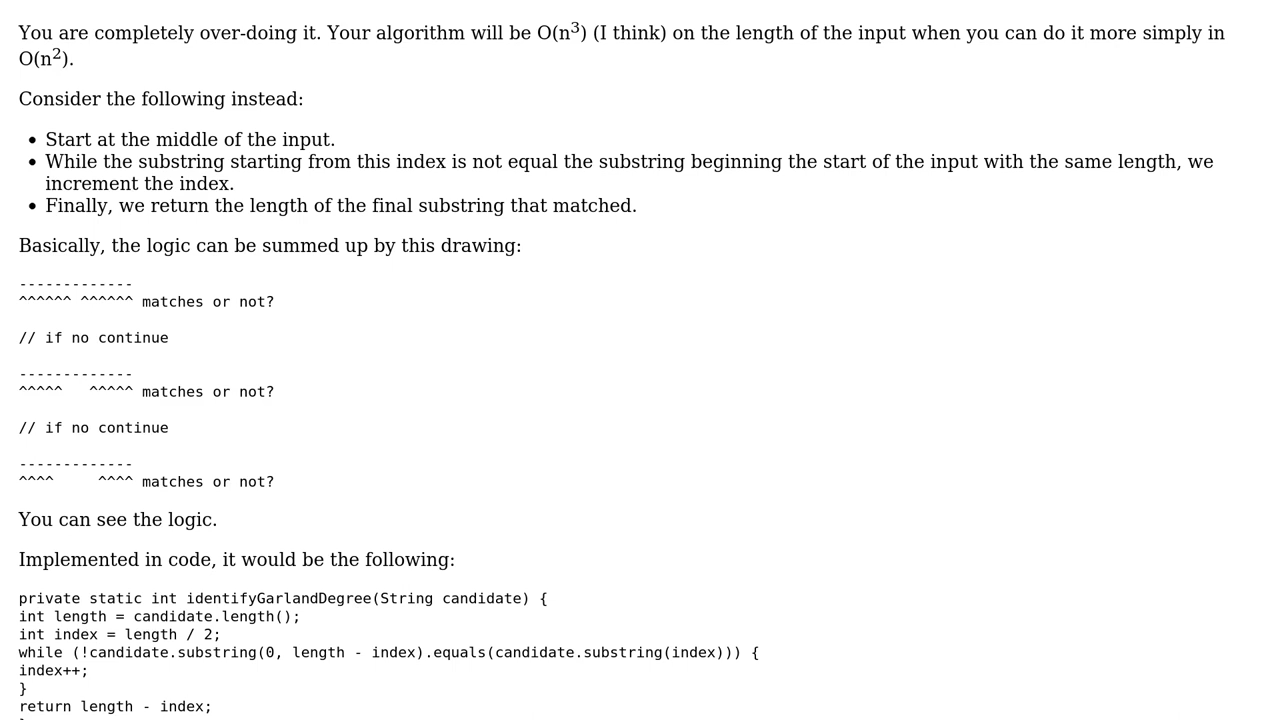 You are completely over-doing it. Your algorithm will be O(n³) (I think) on the length of the input when you can do it more simply in
O(n²).
Consider the following instead:
• Start at the middle of the input.
• While the substring starting from this index is not equal the substring beginning the start of the input with the same length, we
increment the index.
• Finally, we return the length of the final substring that matched.
Basically, the logic can be summed up by this drawing:
-------------
^^^^^^ ^^^^^^ matches or not?
// if no continue
-------------
^^^^^   ^^^^^ matches or not?
// if no continue
-------------
^^^^     ^^^^ matches or not?
You can see the logic.
Implemented in code, it would be the following:
private static int identifyGarlandDegree(String candidate) {
int length = candidate.length();
int index = length / 2;
while (!candidate.substring(0, length - index).equals(candidate.substring(index))) {
index++;
}
return length - index;